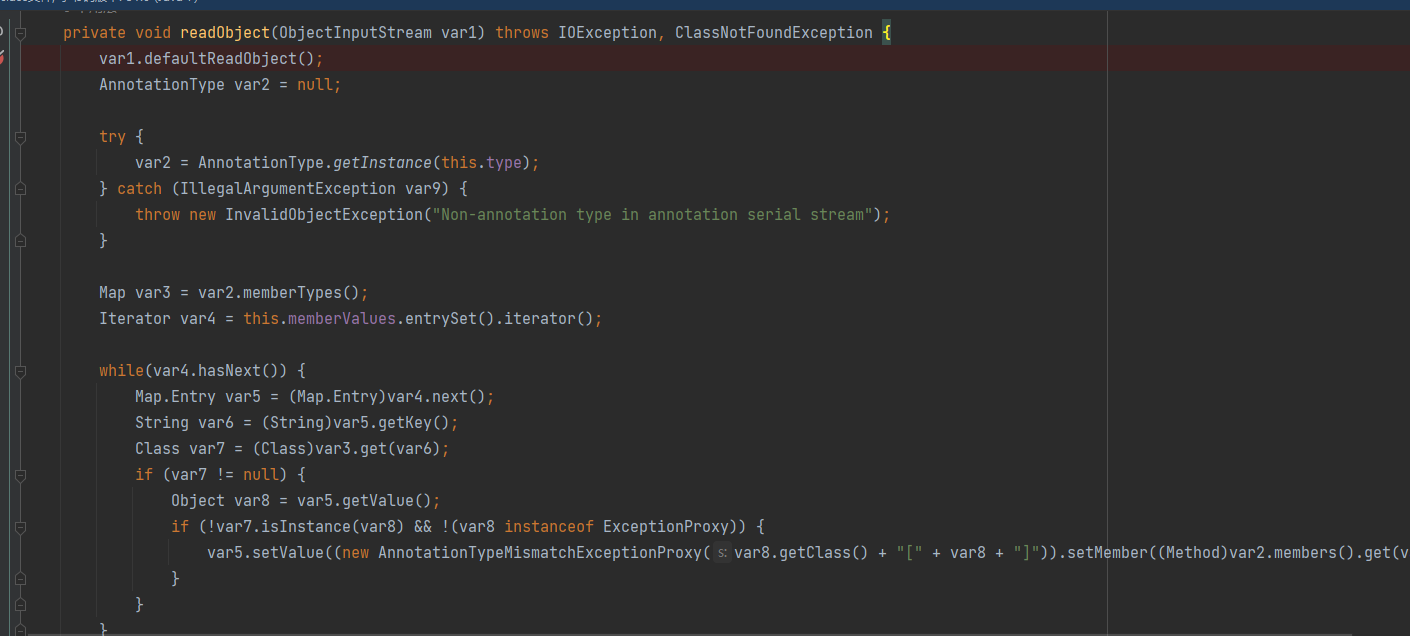 private void readObject(ObjectInputStream var1) throws IOException, ClassNotFoundException {
var1.defaultReadObject();
AnnotationType var2 = null;
try {
var2 = AnnotationType.getInstance(this.type);
} catch (IllegalArgumentException var9) {
throw new InvalidObjectException("Non-annotation type in annotation serial stream");
}
Map var3 = var2.memberTypes();
Iterator var4 = this.memberValues.entrySet().iterator();
while(var4.hasNext()) {
Map.Entry var5 = (Map.Entry)var4.next();
String var6 = (String)var5.getKey();
Class var7 = (Class)var3.get(var6);
if (var7 != null) {
Object var8 = var5.getValue();
if (!var7.isInstance(var8) && !(var8 instanceof ExceptionProxy)) {
var5.setValue((new AnnotationTypeMismatchExceptionProxy( s: var8.getClass() + "[" + var8 + "]")).setMember((Method)var2.members().get(v
}
}
}